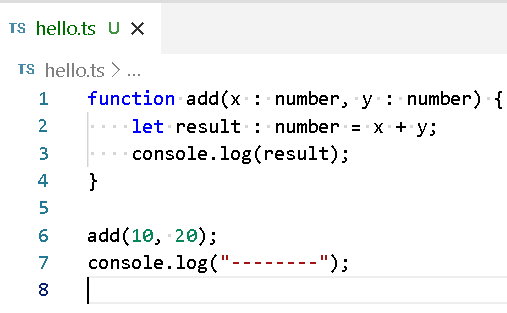 TS hello.ts U ×
TS hello.ts > ...
1 function add(x : number, y : number) {
2     let result : number = x + y;
3     console.log(result);
4 }
5
6 add(10, 20);
7 console.log("--------");
8